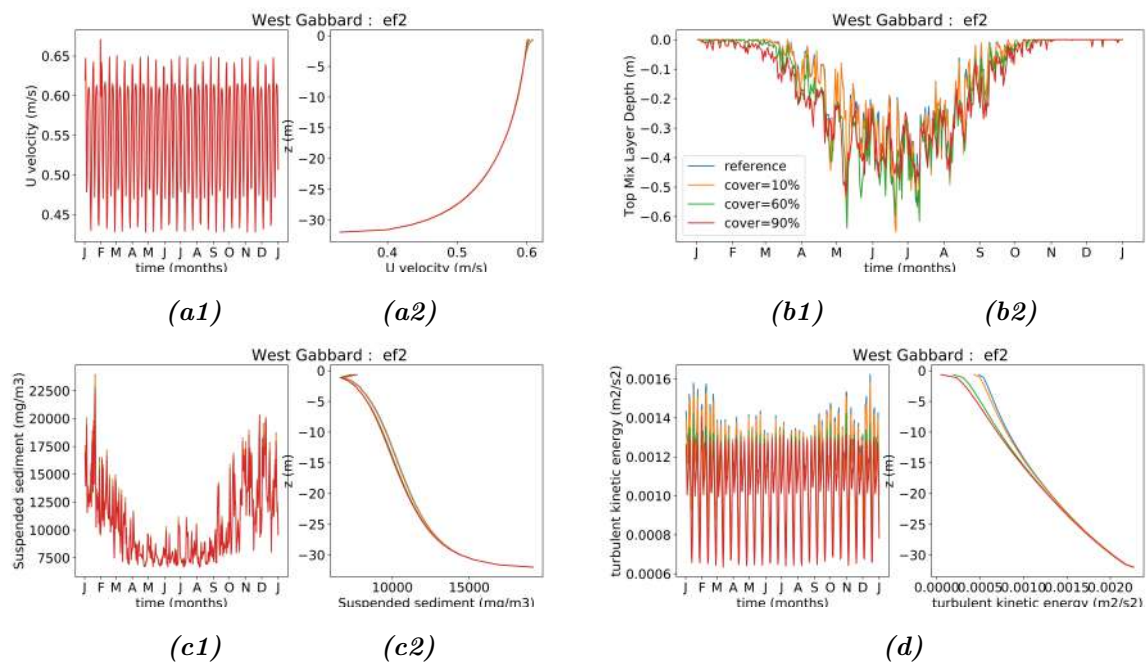 West Gabbard : ef2
U velocity (m/s)
0.65
0.60
0.55
0.50
0.45
J F M A M J J A S O N D J
time (months)
z (m)
0
−5
−10
−15
−20
−25
−30
0.4 0.5 0.6
U velocity (m/s)
(a1) (a2)
West Gabbard : ef2
Top Mix Layer Depth (m)
0.0
−0.1
−0.2
−0.3
−0.4
−0.5
−0.6
reference
cover=10%
cover=60%
cover=90%
J F M A M J J A S O N D J
time (months)
(b1) (b2)
West Gabbard : ef2
Suspended sediment (mg/m3)
22500
20000
17500
15000
12500
10000
7500
J F M A M J J A S O N D J
time (months)
z (m)
0
−5
−10
−15
−20
−25
−30
10000 15000
Suspended sediment (mg/m3)
(c1) (c2)
West Gabbard : ef2
turbulent kinetic energy (m2/s2)
0.0016
0.0014
0.0012
0.0010
0.0008
0.0006
J F M A M J J A S O N D J
time (months)
z (m)
0
−5
−10
−15
−20
−25
−30
0.0000 0.0005 0.0010 0.0015 0.0020
turbulent kinetic energy (m2/s2)
(d)